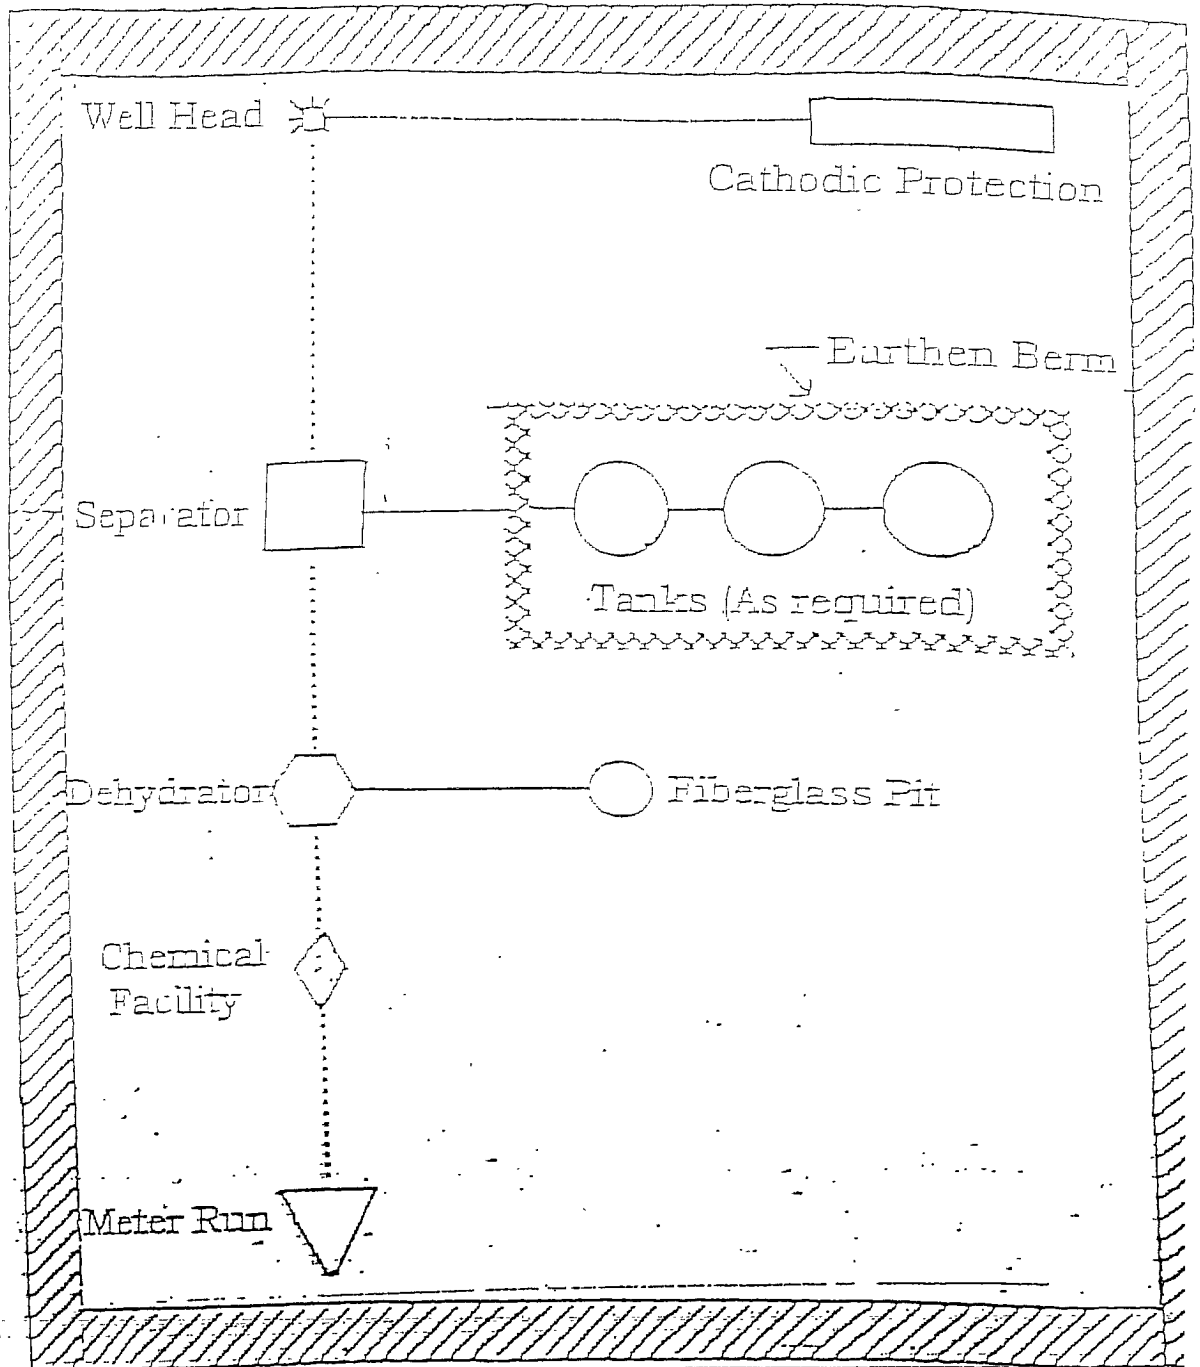 Well Head
Cathodic Protection
Earthen Berm
Separator
Tanks (As required)
Dehydrator
Fiberglass Pit
Chemical
Facility
Meter Run